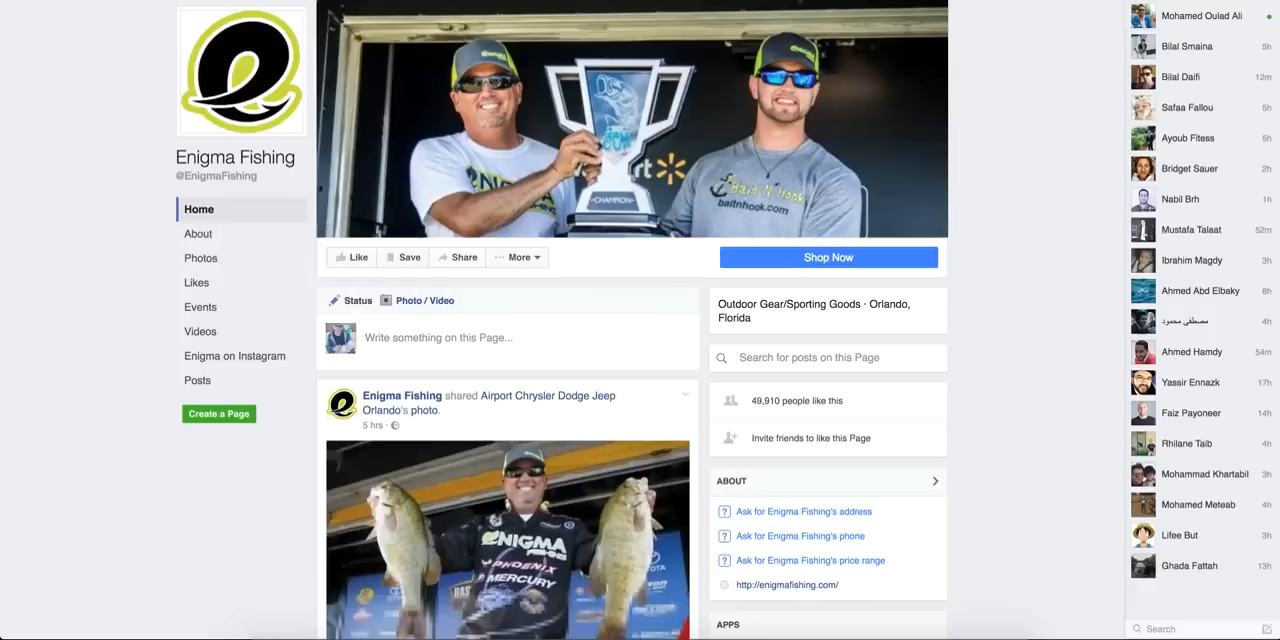 ENIGMA
CHAMPION
Bait N Hook
baitnhook.com
Enigma Fishing
@EnigmaFishing
Home
About
Photos
Likes
Events
Videos
Enigma on Instagram
Posts
Create a Page
Like
Save
Share
More
Shop Now
Status
Photo / Video
Write something on this Page...
Enigma Fishing shared Airport Chrysler Dodge Jeep
Orlando's photo.
5 hrs ·
ENIGMA
FISHING
PHOENIX
MERCURY
Outdoor Gear/Sporting Goods · Orlando,
Florida
Search for posts on this Page
49,910 people like this
Invite friends to like this Page
ABOUT
Ask for Enigma Fishing's address
Ask for Enigma Fishing's phone
Ask for Enigma Fishing's price range
http://enigmafishing.com/
APPS
Mohamed Oulad Ali
Bilal Smaina 5h
Bilal Daifi 12m
Safaa Fallou 5h
Ayoub Fitess 5h
Bridget Sauer 2h
Nabil Brh 1h
Mustafa Talaat 52m
Ibrahim Magdy 3h
Ahmed Abd Elbaky 8h
مصطفى محمود 4h
Ahmed Hamdy 54m
Yassir Ennazk 17h
Faiz Payoneer 14h
Rhilane Taib 4h
Mohammad Khartabil 3h
Mohamed Meteab 4h
Lifee But 3h
Ghada Fattah 13h
Search